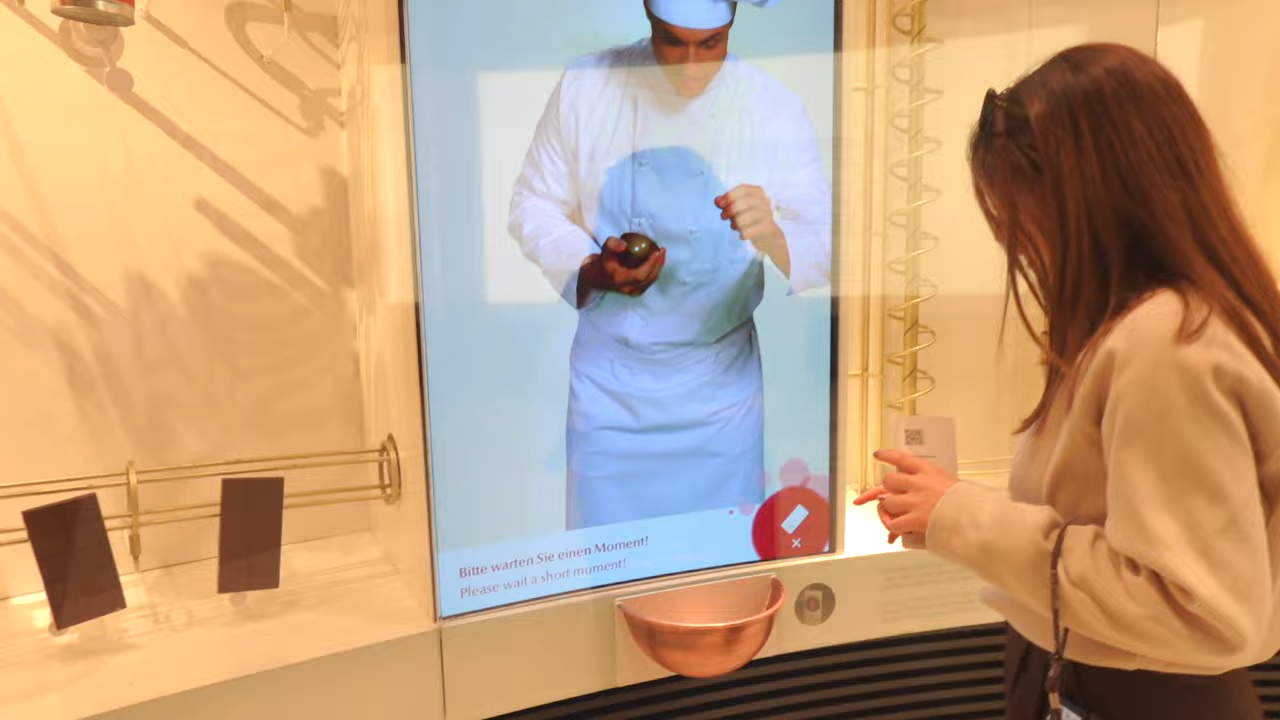 Bitte warten Sie einen Moment!
Please wait a short moment!